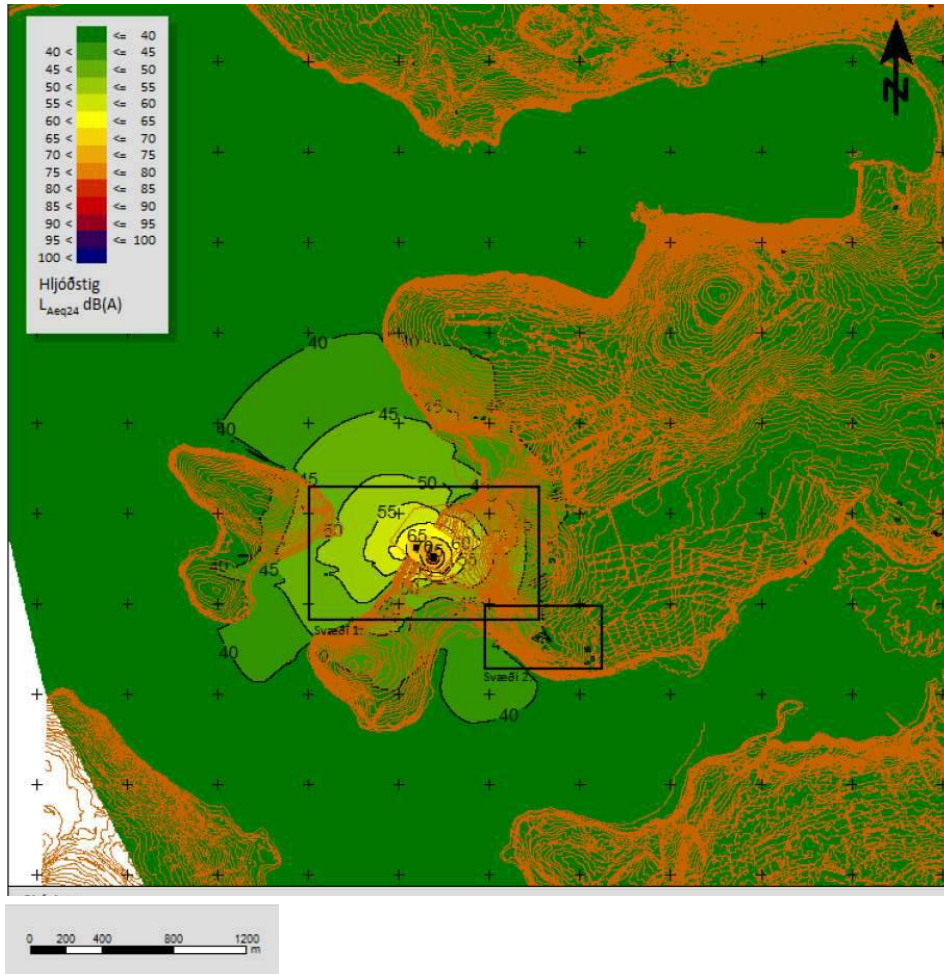 <= 40
40 < <= 45
45 < <= 50
50 < <= 55
55 < <= 60
60 < <= 65
65 < <= 70
70 < <= 75
75 < <= 80
80 < <= 85
85 < <= 90
90 < <= 95
95 < <= 100
100 <
Hljóðstig
LAeq24 dB(A)
N
40
45
40
45
50
55
65
60
55
45
40
40
Svæði 1
Svæði 2
40
0 200 400 800 1200
m